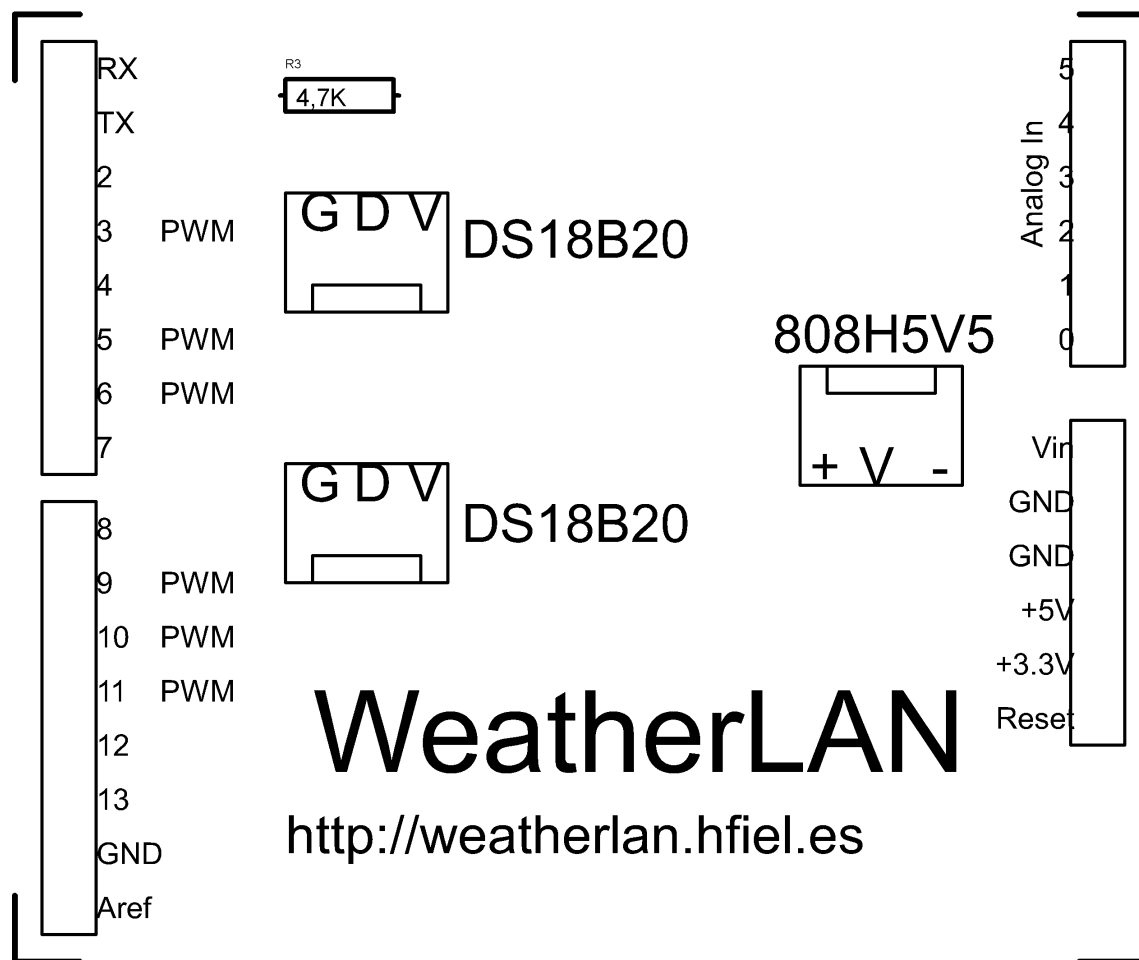 RX
TX
2
3 PWM
4
5 PWM
6 PWM
7
8
9 PWM
10 PWM
11 PWM
12
13
GND
Aref
R3
4,7K
G D V
DS18B20
G D V
DS18B20
808H5V5
+ V -
WeatherLAN
http://weatherlan.hfiel.es
Analog In
5
4
3
2
1
0
Vin
GND
GND
+5V
+3.3V
Reset